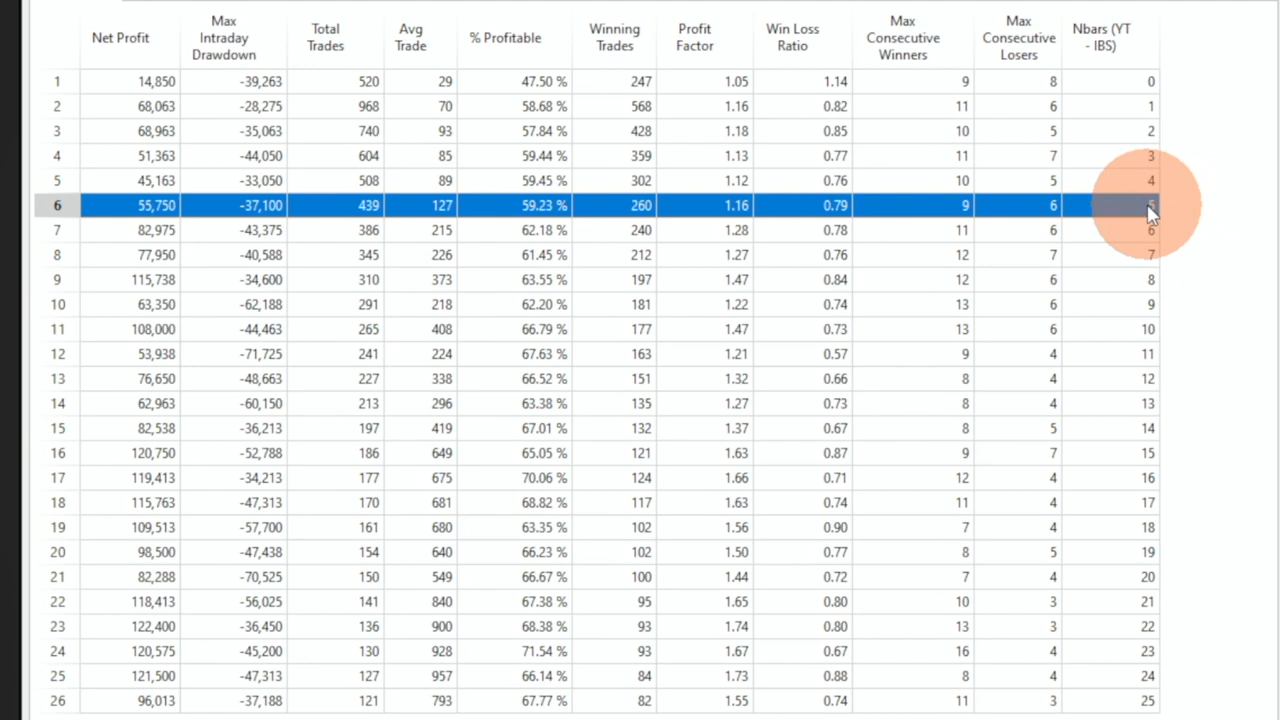 Net Profit Max Intraday Drawdown Total Trades Avg Trade % Profitable Winning Trades Profit Factor Win Loss Ratio Max Consecutive Winners Max Consecutive Losers Nbars (YT - IBS)
1 14,850 -39,263 520 29 47.50 % 247 1.05 1.14 9 8 0
2 68,063 -28,275 968 70 58.68 % 568 1.16 0.82 11 6 1
3 68,963 -35,063 740 93 57.84 % 428 1.18 0.85 10 5 2
4 51,363 -44,050 604 85 59.44 % 359 1.13 0.77 11 7 3
5 45,163 -33,050 508 89 59.45 % 302 1.12 0.76 10 5 4
6 55,750 -37,100 439 127 59.23 % 260 1.16 0.79 9 6
7 82,975 -43,375 386 215 62.18 % 240 1.28 0.78 11 6 6
8 77,950 -40,588 345 226 61.45 % 212 1.27 0.76 12 7 7
9 115,738 -34,600 310 373 63.55 % 197 1.47 0.84 12 6 8
10 63,350 -62,188 291 218 62.20 % 181 1.22 0.74 13 6 9
11 108,000 -44,463 265 408 66.79 % 177 1.47 0.73 13 6 10
12 53,938 -71,725 241 224 67.63 % 163 1.21 0.57 9 4 11
13 76,650 -48,663 227 338 66.52 % 151 1.32 0.66 8 4 12
14 62,963 -60,150 213 296 63.38 % 135 1.27 0.73 8 4 13
15 82,538 -36,213 197 419 67.01 % 132 1.37 0.67 8 5 14
16 120,750 -52,788 186 649 65.05 % 121 1.63 0.87 9 7 15
17 119,413 -34,213 177 675 70.06 % 124 1.66 0.71 12 4 16
18 115,763 -47,313 170 681 68.82 % 117 1.63 0.74 11 4 17
19 109,513 -57,700 161 680 63.35 % 102 1.56 0.90 7 4 18
20 98,500 -47,438 154 640 66.23 % 102 1.50 0.77 8 5 19
21 82,288 -70,525 150 549 66.67 % 100 1.44 0.72 7 4 20
22 118,413 -56,025 141 840 67.38 % 95 1.65 0.80 10 3 21
23 122,400 -36,450 136 900 68.38 % 93 1.74 0.80 13 3 22
24 120,575 -45,200 130 928 71.54 % 93 1.67 0.67 16 4 23
25 121,500 -47,313 127 957 66.14 % 84 1.73 0.88 8 4 24
26 96,013 -37,188 121 793 67.77 % 82 1.55 0.74 11 3 25